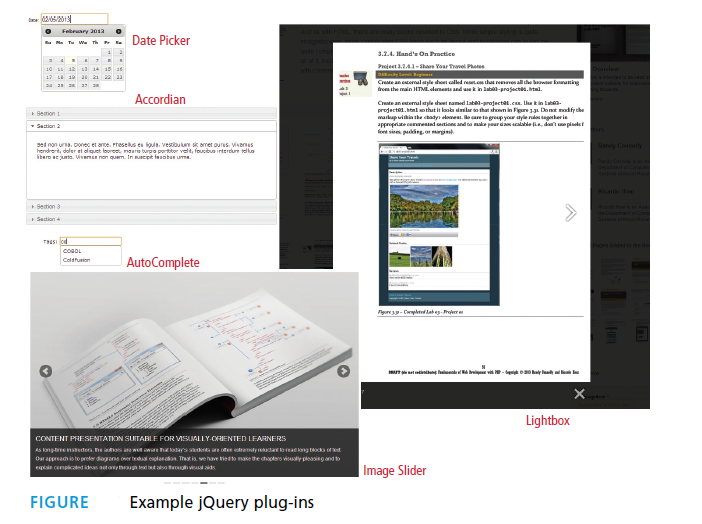 Date: 02/05/2013
February 2013
Su Mo Tu We Th Fr Sa
1 2
3 4 5 6 7 8 9
10 11 12 13 14 15 16
17 18 19 20 21 22 23
24 25 26 27 28
Date Picker
Accordian
Section 1
Section 2
Sed non urna. Donec et ante. Phasellus eu ligula. Vestibulum sit amet purus. Vivamus
hendrerit, dolor at aliquet laoreet, mauris turpis porttitor velit, faucibus interdum tellus
libero ac justo. Vivamus non quam. In suscipit faucibus urna.
Section 3
Section 4
Tags: co
COBOL
ColdFusion
AutoComplete
3.7.4. Hand's On Practice
Project 3.7.4.1 – Share Your Travel Photos
Difficulty Level: Beginner
Create an external style sheet called reset.css that removes all the browser formatting
from the main HTML elements and use it in lab03-project01.html.
Create an external style sheet named lab03-project01.css. Use it in lab03-
project01.html so that it looks similar to that shown in Figure 3.31. Do not modify the
markup within the <body> element. Be sure to group your style rules together in
appropriate commented sections and to make your sizes scalable (i.e., don't use pixels f
font sizes, padding, or margins).
Share Your Travel
Figure 3.31 – Completed Lab 03 – Project 01
DRAFT (do not redistribute): Fundamentals of Web Development with PHP – Copyright © 2013 Randy Connolly and Ricardo Hoar
Lightbox
CONTENT PRESENTATION SUITABLE FOR VISUALLY-ORIENTED LEARNERS
As long-time instructors, the authors are well aware that today's students are often extremely reluctant to read long blocks of text.
Our approach is to prefer diagrams over textual explanation. That is, we have tried to make the chapters visually-pleasing and to
explain complicated ideas not only through text but also through visual aids.
Image Slider
FIGURE Example jQuery plug-ins